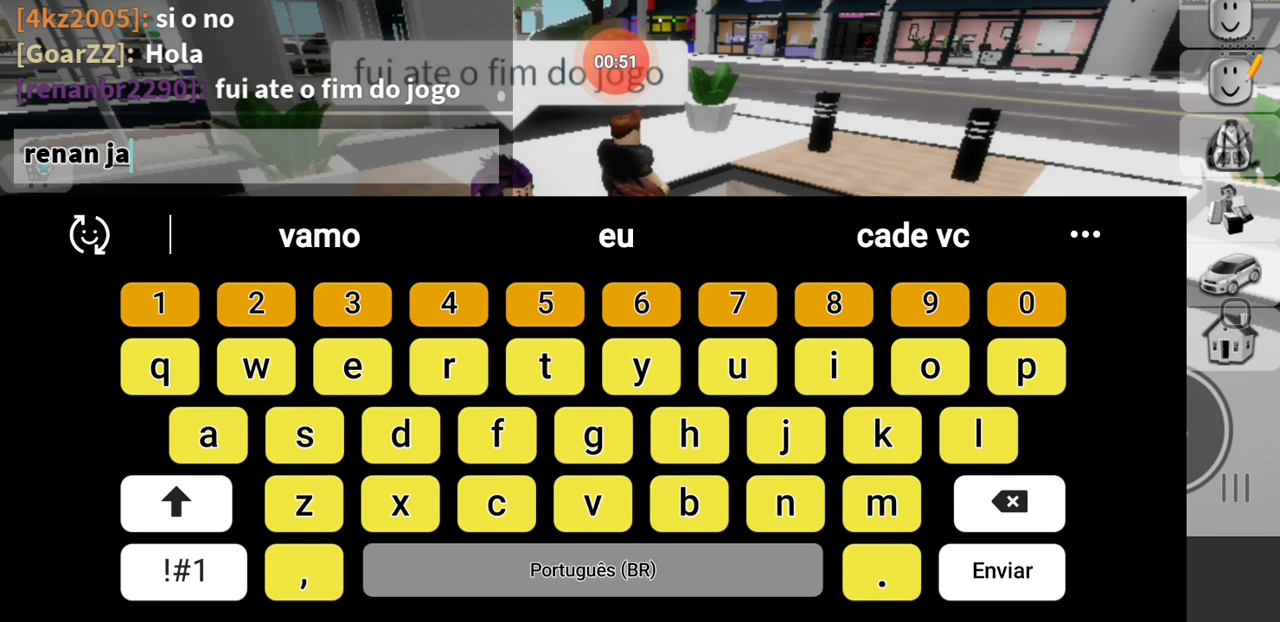 [4kz2005]: si o no
[GoarZZ]: Hola
[renanbr2290]: fui ate o fim do jogo
fui ate o fim do jogo
00:51
renan ja
vamo eu cade vc
1 2 3 4 5 6 7 8 9 0
q w e r t y u i o p
a s d f g h j k l
z x c v b n m
!#1 , Português (BR) . Enviar